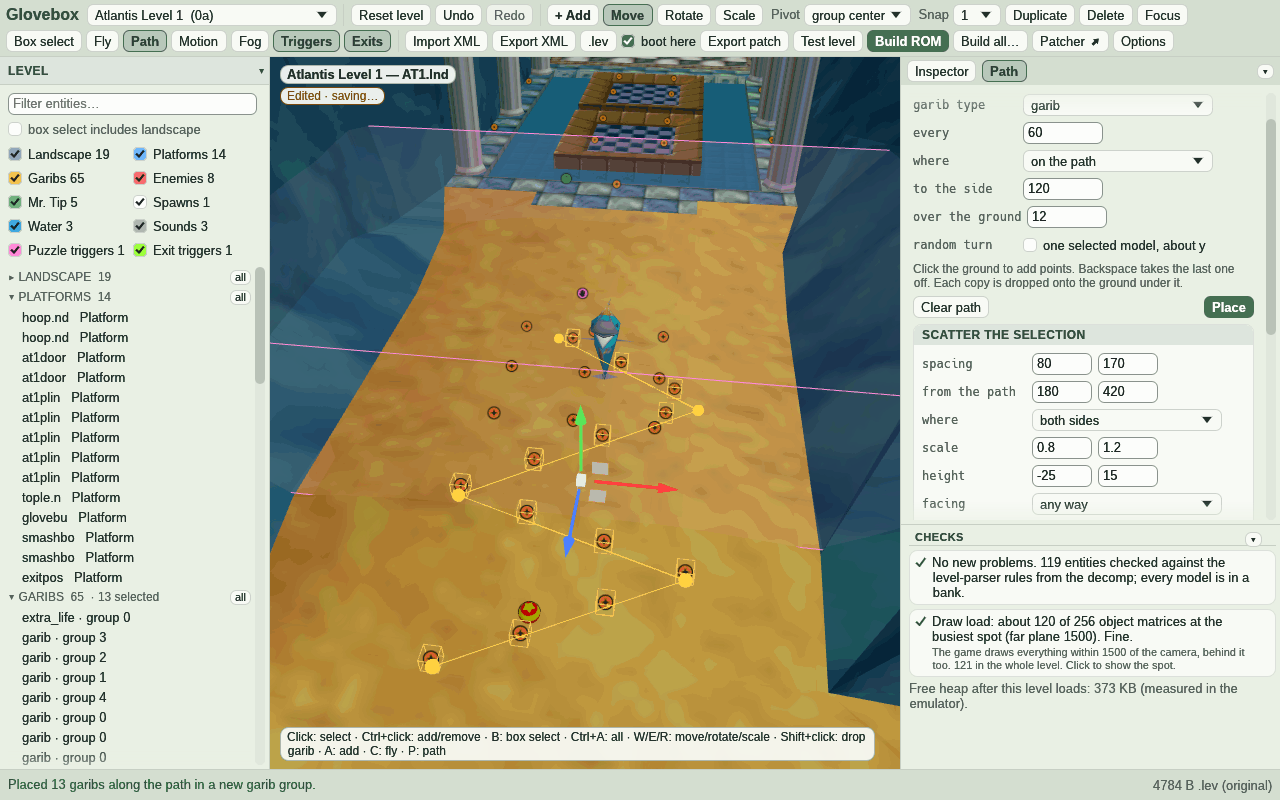 Glovebox Atlantis Level 1 (0a) Reset level Undo Redo + Add Move Rotate Scale Pivot group center Snap 1 Duplicate Delete Focus
Box select Fly Path Motion Fog Triggers Exits Import XML Export XML .lev boot here Export patch Test level Build ROM Build all… Patcher ⬈ Options
LEVEL
Filter entities…
box select includes landscape
Landscape 19 Platforms 14
Garibs 65 Enemies 8
Mr. Tip 5 Spawns 1
Water 3 Sounds 3
Puzzle triggers 1 Exit triggers 1
LANDSCAPE 19 all
PLATFORMS 14 all
hoop.nd Platform
hoop.nd Platform
at1door Platform
at1door Platform
at1plin Platform
at1plin Platform
at1plin Platform
at1plin Platform
at1plin Platform
tople.n Platform
glovebu Platform
smashbo Platform
smashbo Platform
exitpos Platform
GARIBS 65 · 13 selected all
extra_life · group 0
garib · group 3
garib · group 2
garib · group 1
garib · group 4
garib · group 0
garib · group 0
garib · group 0
Atlantis Level 1 — AT1.lnd
Edited · saving…
Click: select · Ctrl+click: add/remove · B: box select · Ctrl+A: all · W/E/R: move/rotate/scale · Shift+click: drop
garib · A: add · C: fly · P: path
Inspector Path
garib type garib
every 60
where on the path
to the side 120
over the ground 12
random turn one selected model, about y
Click the ground to add points. Backspace takes the last one
off. Each copy is dropped onto the ground under it.
Clear path Place
SCATTER THE SELECTION
spacing 80 170
from the path 180 420
where both sides
scale 0.8 1.2
height -25 15
facing any way
CHECKS
No new problems. 119 entities checked against the
level-parser rules from the decomp; every model is in a
bank.
Draw load: about 120 of 256 object matrices at the
busiest spot (far plane 1500). Fine.
The game draws everything within 1500 of the camera, behind it
too. 121 in the whole level. Click to show the spot.
Free heap after this level loads: 373 KB (measured in the
emulator).
Placed 13 garibs along the path in a new garib group. 4784 B .lev (original)